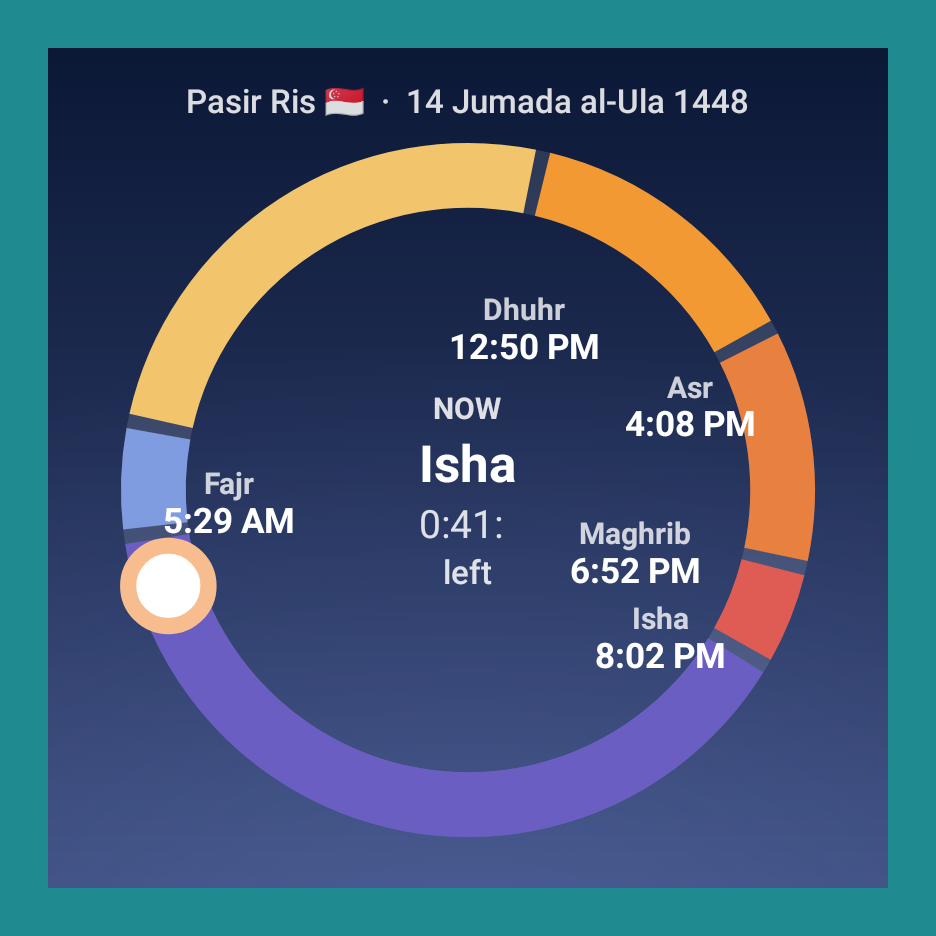 Pasir Ris 🇸🇬 · 14 Jumada al-Ula 1448
Dhuhr
12:50 PM
Asr
4:08 PM
NOW
Isha
0:41:
left
Fajr
5:29 AM
Maghrib
6:52 PM
Isha
8:02 PM